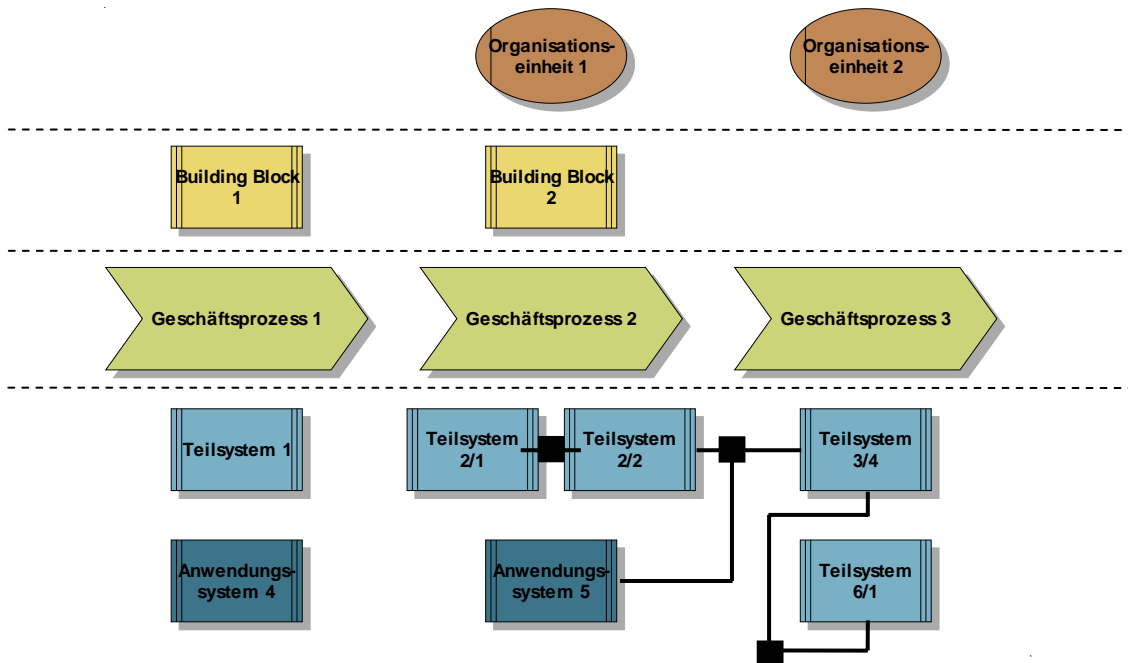 Organisations-
einheit 1
Organisations-
einheit 2
Building Block
1
Building Block
2
Geschäftsprozess 1
Geschäftsprozess 2
Geschäftsprozess 3
Teilsystem 1
Teilsystem
2/1
Teilsystem
2/2
Teilsystem
3/4
Anwendungs-
system 4
Anwendungs-
system 5
Teilsystem
6/1